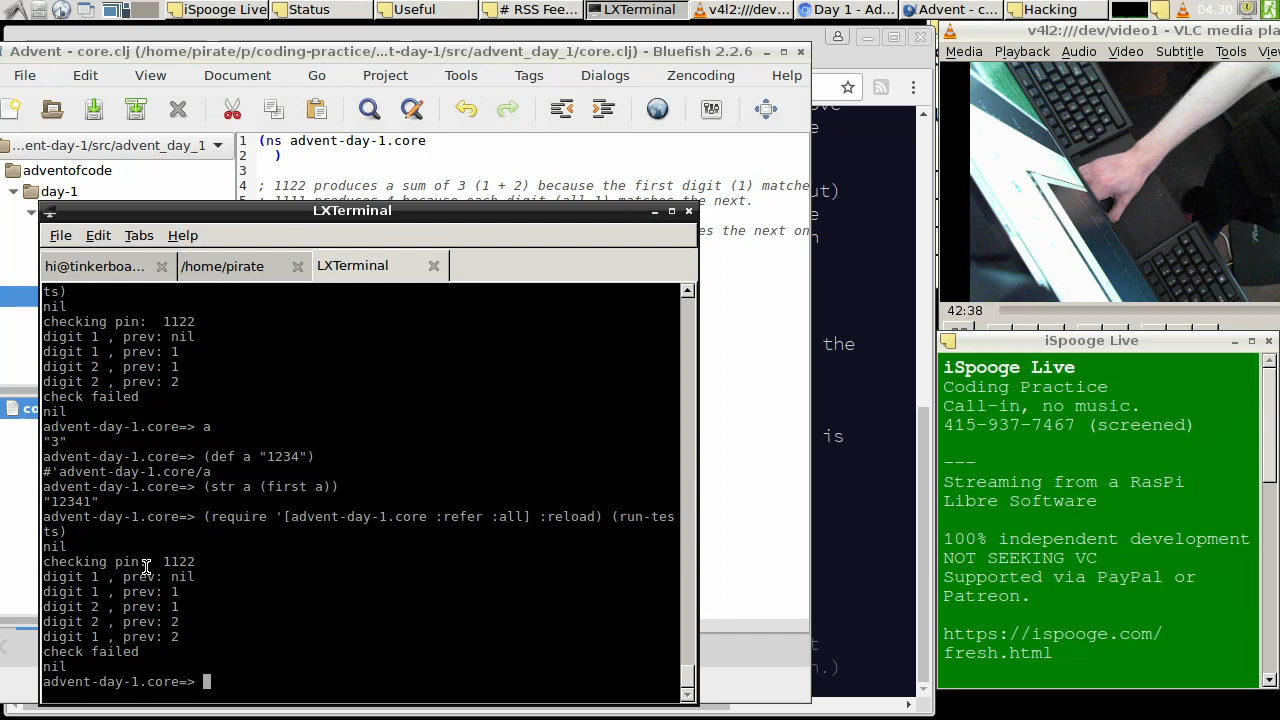 iSpooge Live
Status
Useful
# RSS Fee...
LXTerminal
v4l2:///dev...
Day 1 - Ad...
Advent - c...
Hacking
04.30
Advent - core.clj (/home/pirate/p/coding-practice/...t-day-1/src/advent_day_1/core.clj) - Bluefish 2.2.6
File Edit View Document Go Project Tools Tags Dialogs Zencoding Help
...ent-day-1/src/advent_day_1
adventofcode
day-1
1 (ns advent-day-1.core
2 )
3
4 ; 1122 produces a sum of 3 (1 + 2) because the first digit (1) matche
5 ; 1111 produces 4 because each digit (all 1) matches the next.
es the next on
LXTerminal
File Edit Tabs Help
hi@tinkerboa...
/home/pirate
LXTerminal
ts)
nil
checking pin:  1122
digit 1 , prev: nil
digit 1 , prev: 1
digit 2 , prev: 1
digit 2 , prev: 2
check failed
nil
advent-day-1.core=> a
"3"
advent-day-1.core=> (def a "1234")
#'advent-day-1.core/a
advent-day-1.core=> (str a (first a))
"12341"
advent-day-1.core=> (require '[advent-day-1.core :refer :all] :reload) (run-tes
ts)
nil
checking pin:  1122
digit 1 , prev: nil
digit 1 , prev: 1
digit 2 , prev: 1
digit 2 , prev: 2
digit 1 , prev: 2
check failed
nil
advent-day-1.core=>
co
ut)
e
n
the
is
n.)
v4l2:///dev/video1 - VLC media pla
Media Playback Audio Video Subtitle Tools Vie
42:38
iSpooge Live
iSpooge Live
Coding Practice
Call-in, no music.
415-937-7467 (screened)
---
Streaming from a RasPi
Libre Software
100% independent development
NOT SEEKING VC
Supported via PayPal or
Patreon.
https://ispooge.com/
fresh.html